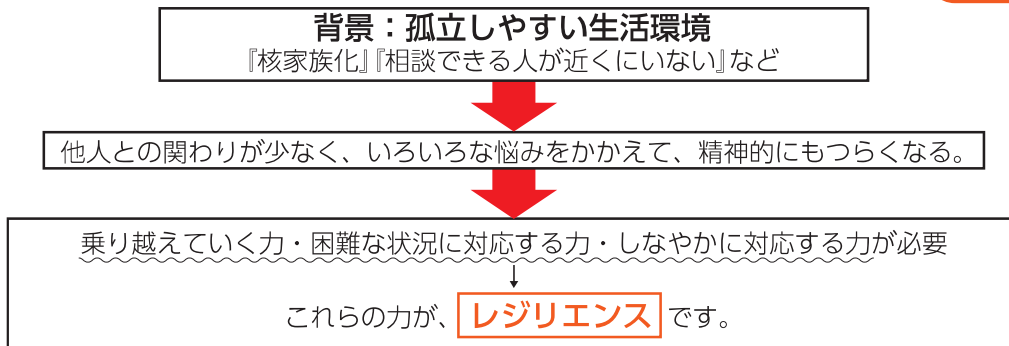 背景：孤立しやすい生活環境
『核家族化』『相談できる人が近くにいない』など
他人との関わりが少なく、いろいろな悩みをかかえて、精神的にもつらくなる。
乗り越えていく力・困難な状況に対応する力・しなやかに対応する力が必要
これらの力が、レジリエンスです。